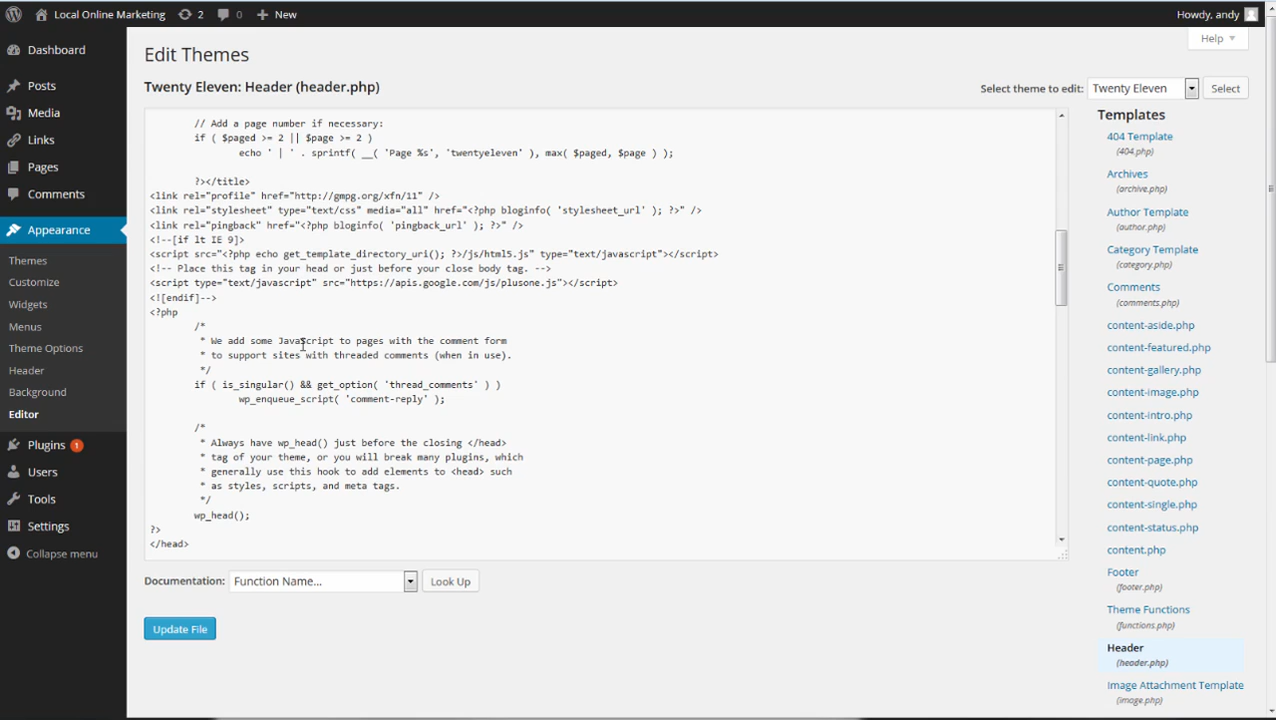 Local Online Marketing 2 0 New Howdy, andy
Help
Dashboard
Posts
Media
Links
Pages
Comments
Appearance
Themes
Customize
Widgets
Menus
Theme Options
Header
Background
Editor
Plugins 1
Users
Tools
Settings
Collapse menu
Edit Themes
Twenty Eleven: Header (header.php)
Select theme to edit: Twenty Eleven Select
// Add a page number if necessary:
if ( $paged >= 2 || $page >= 2 )
echo ' | ' . sprintf( __( 'Page %s', 'twentyeleven' ), max( $paged, $page ) );
?></title>
<link rel="profile" href="http://gmpg.org/xfn/11" />
<link rel="stylesheet" type="text/css" media="all" href="<?php bloginfo( 'stylesheet_url' ); ?>" />
<link rel="pingback" href="<?php bloginfo( 'pingback_url' ); ?>" />
<!--[if lt IE 9]>
<script src="<?php echo get_template_directory_uri(); ?>/js/html5.js" type="text/javascript"></script>
<!-- Place this tag in your head or just before your close body tag. -->
<script type="text/javascript" src="https://apis.google.com/js/plusone.js"></script>
<![endif]-->
<?php
/*
* We add some JavaScript to pages with the comment form
* to support sites with threaded comments (when in use).
*/
if ( is_singular() && get_option( 'thread_comments' ) )
wp_enqueue_script( 'comment-reply' );
/*
* Always have wp_head() just before the closing </head>
* tag of your theme, or you will break many plugins, which
* generally use this hook to add elements to <head> such
* as styles, scripts, and meta tags.
*/
wp_head();
?>
</head>
Documentation: Function Name... Look Up
Update File
Templates
404 Template
(404.php)
Archives
(archive.php)
Author Template
(author.php)
Category Template
(category.php)
Comments
(comments.php)
content-aside.php
content-featured.php
content-gallery.php
content-image.php
content-intro.php
content-link.php
content-page.php
content-quote.php
content-single.php
content-status.php
content.php
Footer
(footer.php)
Theme Functions
(functions.php)
Header
(header.php)
Image Attachment Template
(image.php)